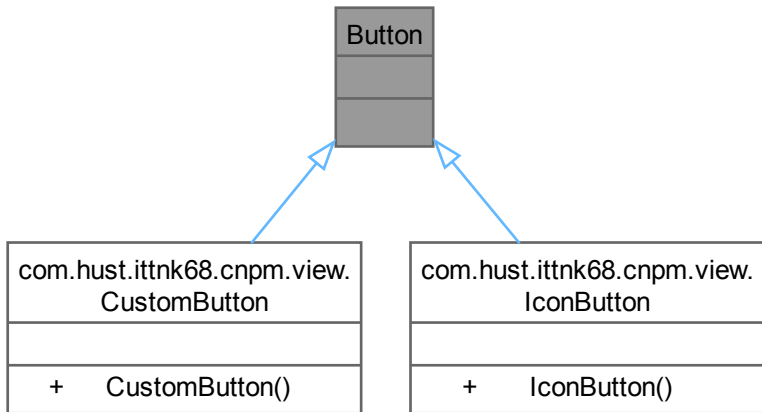 Button
com.hust.ittnk68.cnpm.view.
CustomButton
+ CustomButton()
com.hust.ittnk68.cnpm.view.
IconButton
+ IconButton()